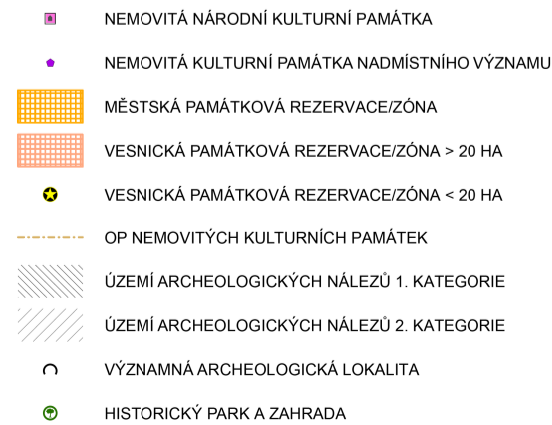 NEMOVITÁ NÁRODNÍ KULTURNÍ PAMÁTKA
NEMOVITÁ KULTURNÍ PAMÁTKA NADMÍSTNÍHO VÝZNAMU
MĚSTSKÁ PAMÁTKOVÁ REZERVACE/ZÓNA
VESNICKÁ PAMÁTKOVÁ REZERVACE/ZÓNA > 20 HA
VESNICKÁ PAMÁTKOVÁ REZERVACE/ZÓNA < 20 HA
OP NEMOVITÝCH KULTURNÍCH PAMÁTEK
ÚZEMÍ ARCHEOLOGICKÝCH NÁLEZŮ 1. KATEGORIE
ÚZEMÍ ARCHEOLOGICKÝCH NÁLEZŮ 2. KATEGORIE
VÝZNAMNÁ ARCHEOLOGICKÁ LOKALITA
HISTORICKÝ PARK A ZAHRADA